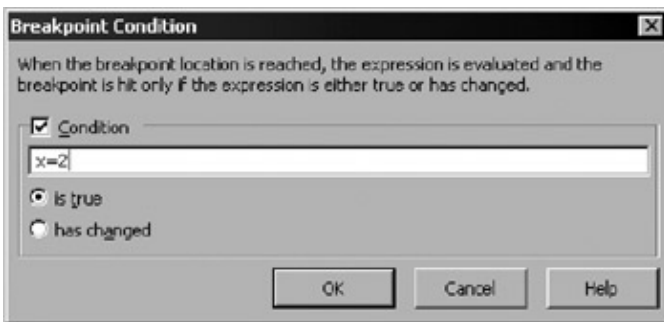 Breakpoint Condition
When the breakpoint location is reached, the expression is evaluated and the
breakpoint is hit only if the expression is either true or has changed.
Condition
x=2
is true
has changed
OK Cancel Help